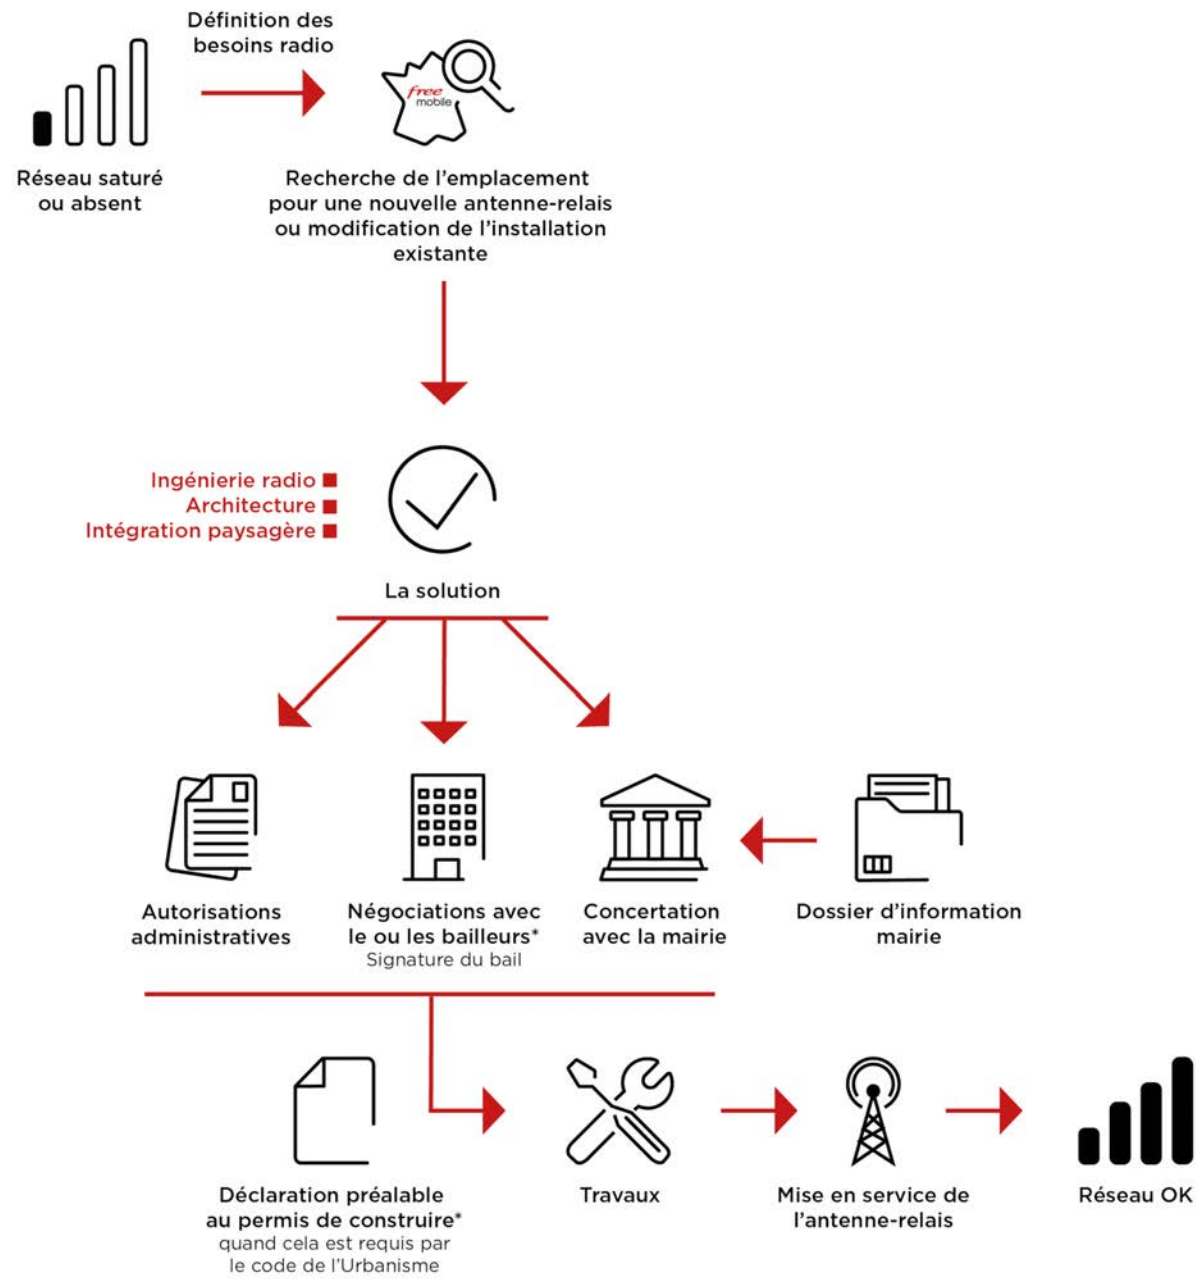 Définition des
besoins radio
free
mobile
Réseau saturé
ou absent
Recherche de l'emplacement
pour une nouvelle antenne-relais
ou modification de l'installation
existante
Ingénierie radio
Architecture
Intégration paysagère
La solution
Autorisations
administratives
Négociations avec
le ou les bailleurs*
Signature du bail
Concertation
avec la mairie
Dossier d'information
mairie
Déclaration préalable
au permis de construire*
quand cela est requis par
le code de l'Urbanisme
Travaux
Mise en service de
l'antenne-relais
Réseau OK